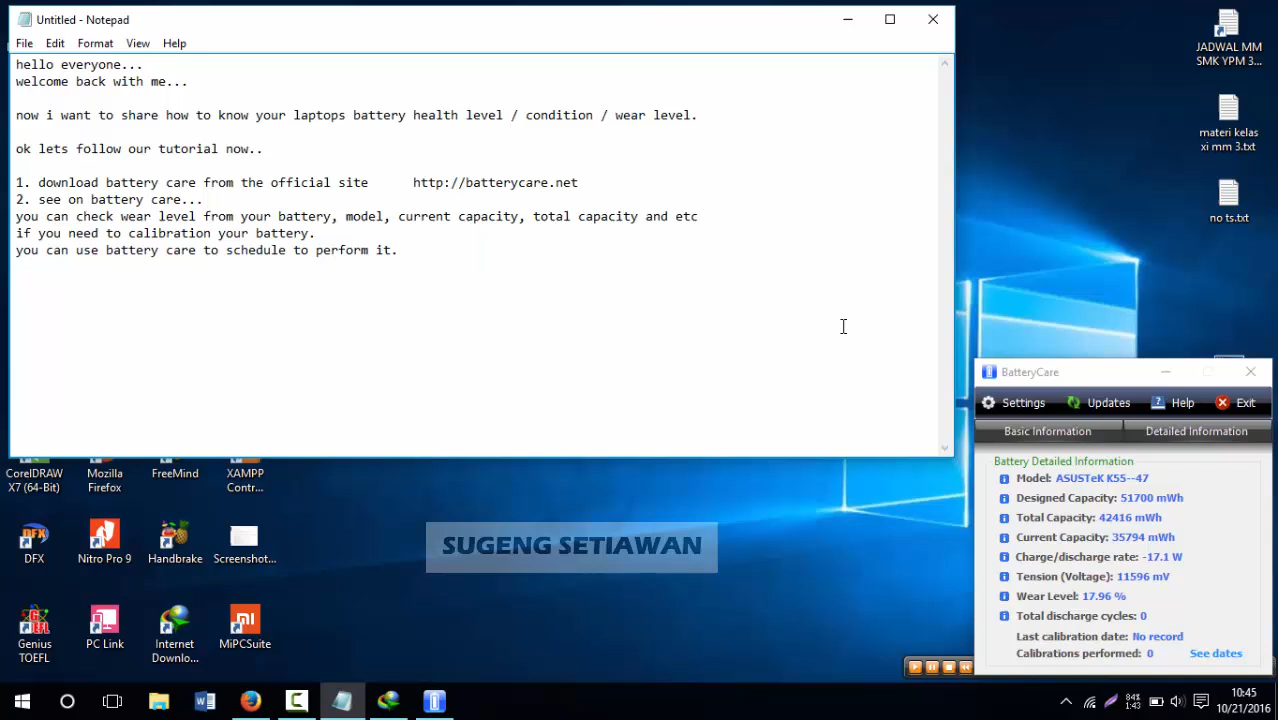 Untitled - Notepad
File Edit Format View Help
hello everyone...
welcome back with me...
now i want to share how to know your laptops battery health level / condition / wear level.
ok lets follow our tutorial now..
1. download battery care from the official site http://batterycare.net
2. see on battery care...
you can check wear level from your battery, model, current capacity, total capacity and etc
if you need to calibration your battery.
you can use battery care to schedule to perform it.
JADWAL MM
SMK YPM 3...
materi kelas
xi mm 3.txt
no ts.txt
BatteryCare
Settings Updates Help Exit
Basic Information Detailed Information
Battery Detailed Information
Model: ASUSTeK K55--47
Designed Capacity: 51700 mWh
Total Capacity: 42416 mWh
Current Capacity: 35794 mWh
Charge/discharge rate: -17.1 W
Tension (Voltage): 11596 mV
Wear Level: 17.96 %
Total discharge cycles: 0
Last calibration date: No record
Calibrations performed: 0 See dates
CorelDRAW
X7 (64-Bit)
Mozilla
Firefox
FreeMind
XAMPP
Contr...
DFX
Nitro Pro 9
Handbrake
Screenshot...
SUGENG SETIAWAN
Genius
TOEFL
PC Link
Internet
Downlo...
MiPCSuite
84%
1:43
10:45
10/21/2016